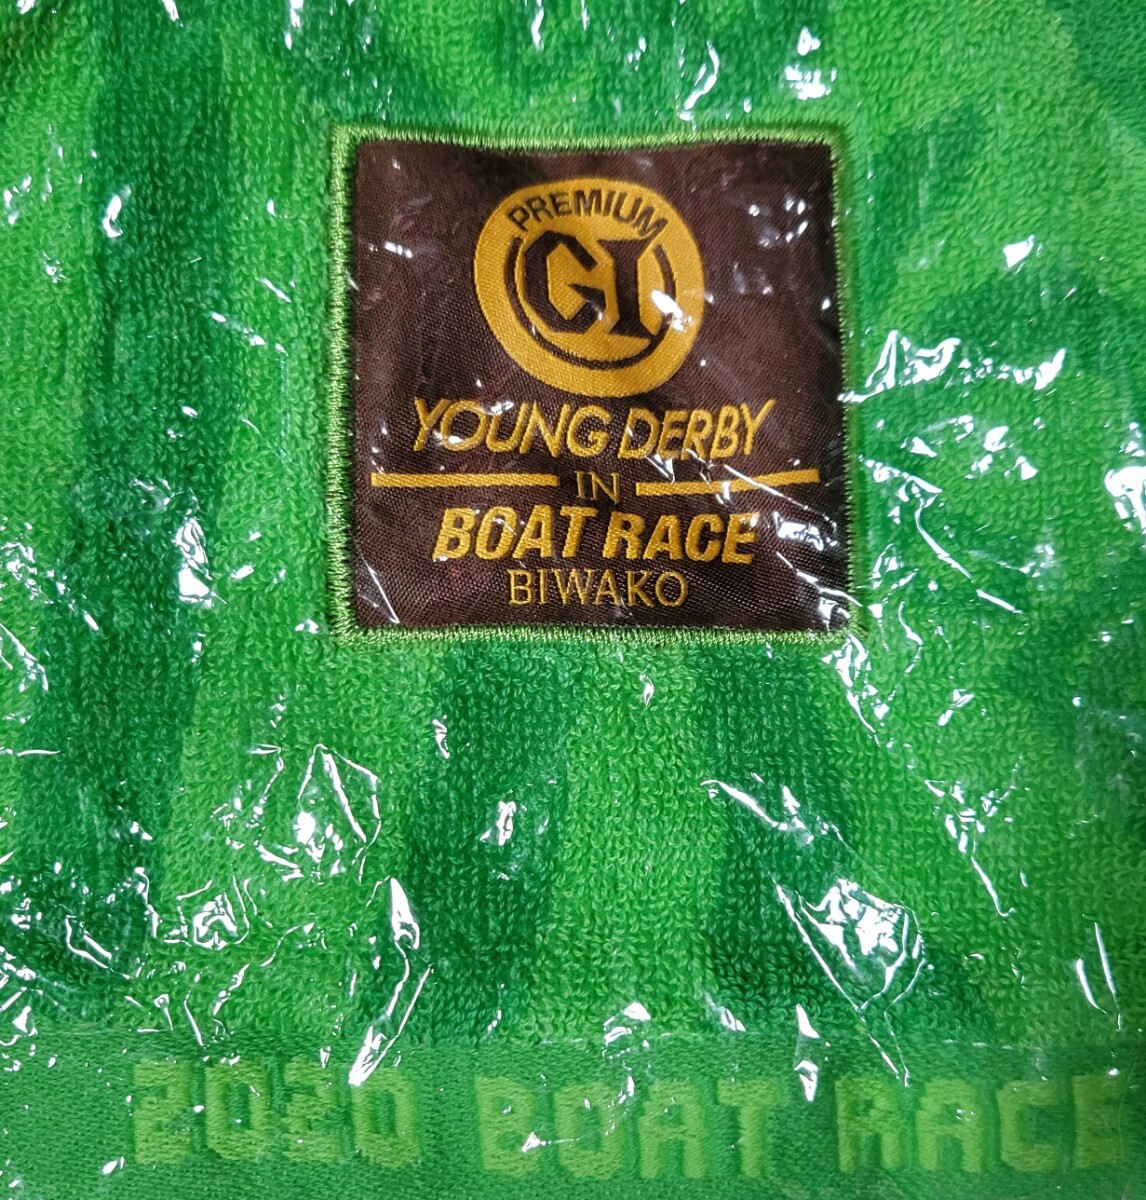 PREMIUM
GI
YOUNG DERBY
IN
BOAT RACE
BIWAKO
2020 BOAT RACE